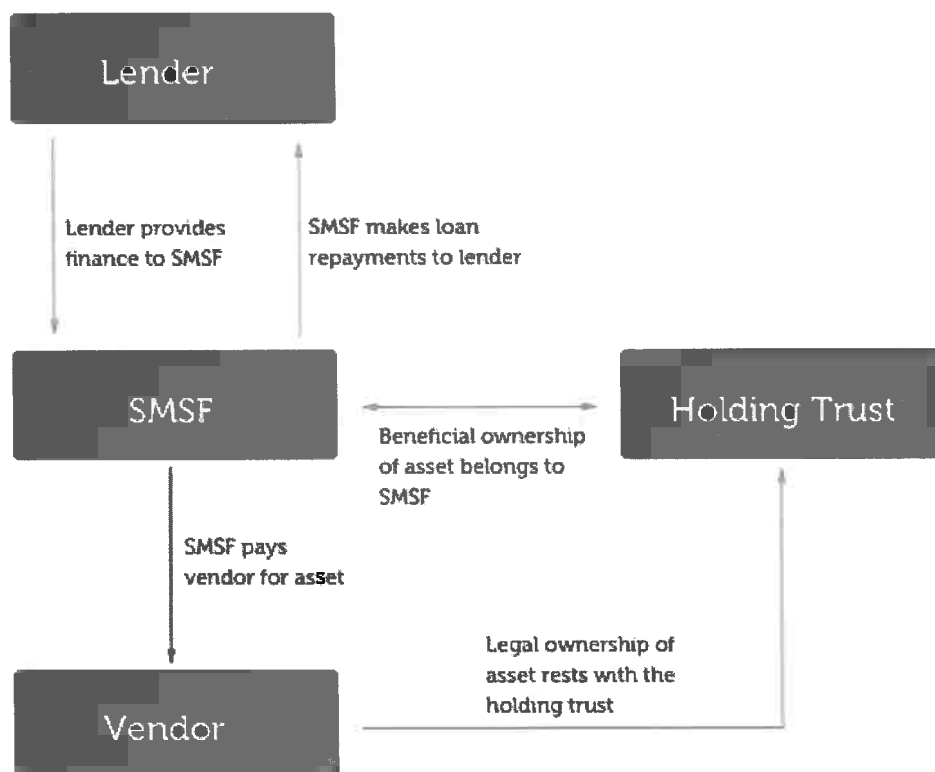 Lender
Lender provides
finance to SMSF
SMSF makes loan
repayments to lender
SMSF
Holding Trust
Beneficial ownership
of asset belongs to
SMSF
SMSF pays
vendor for asset
Legal ownership of
asset rests with the
holding trust
Vendor